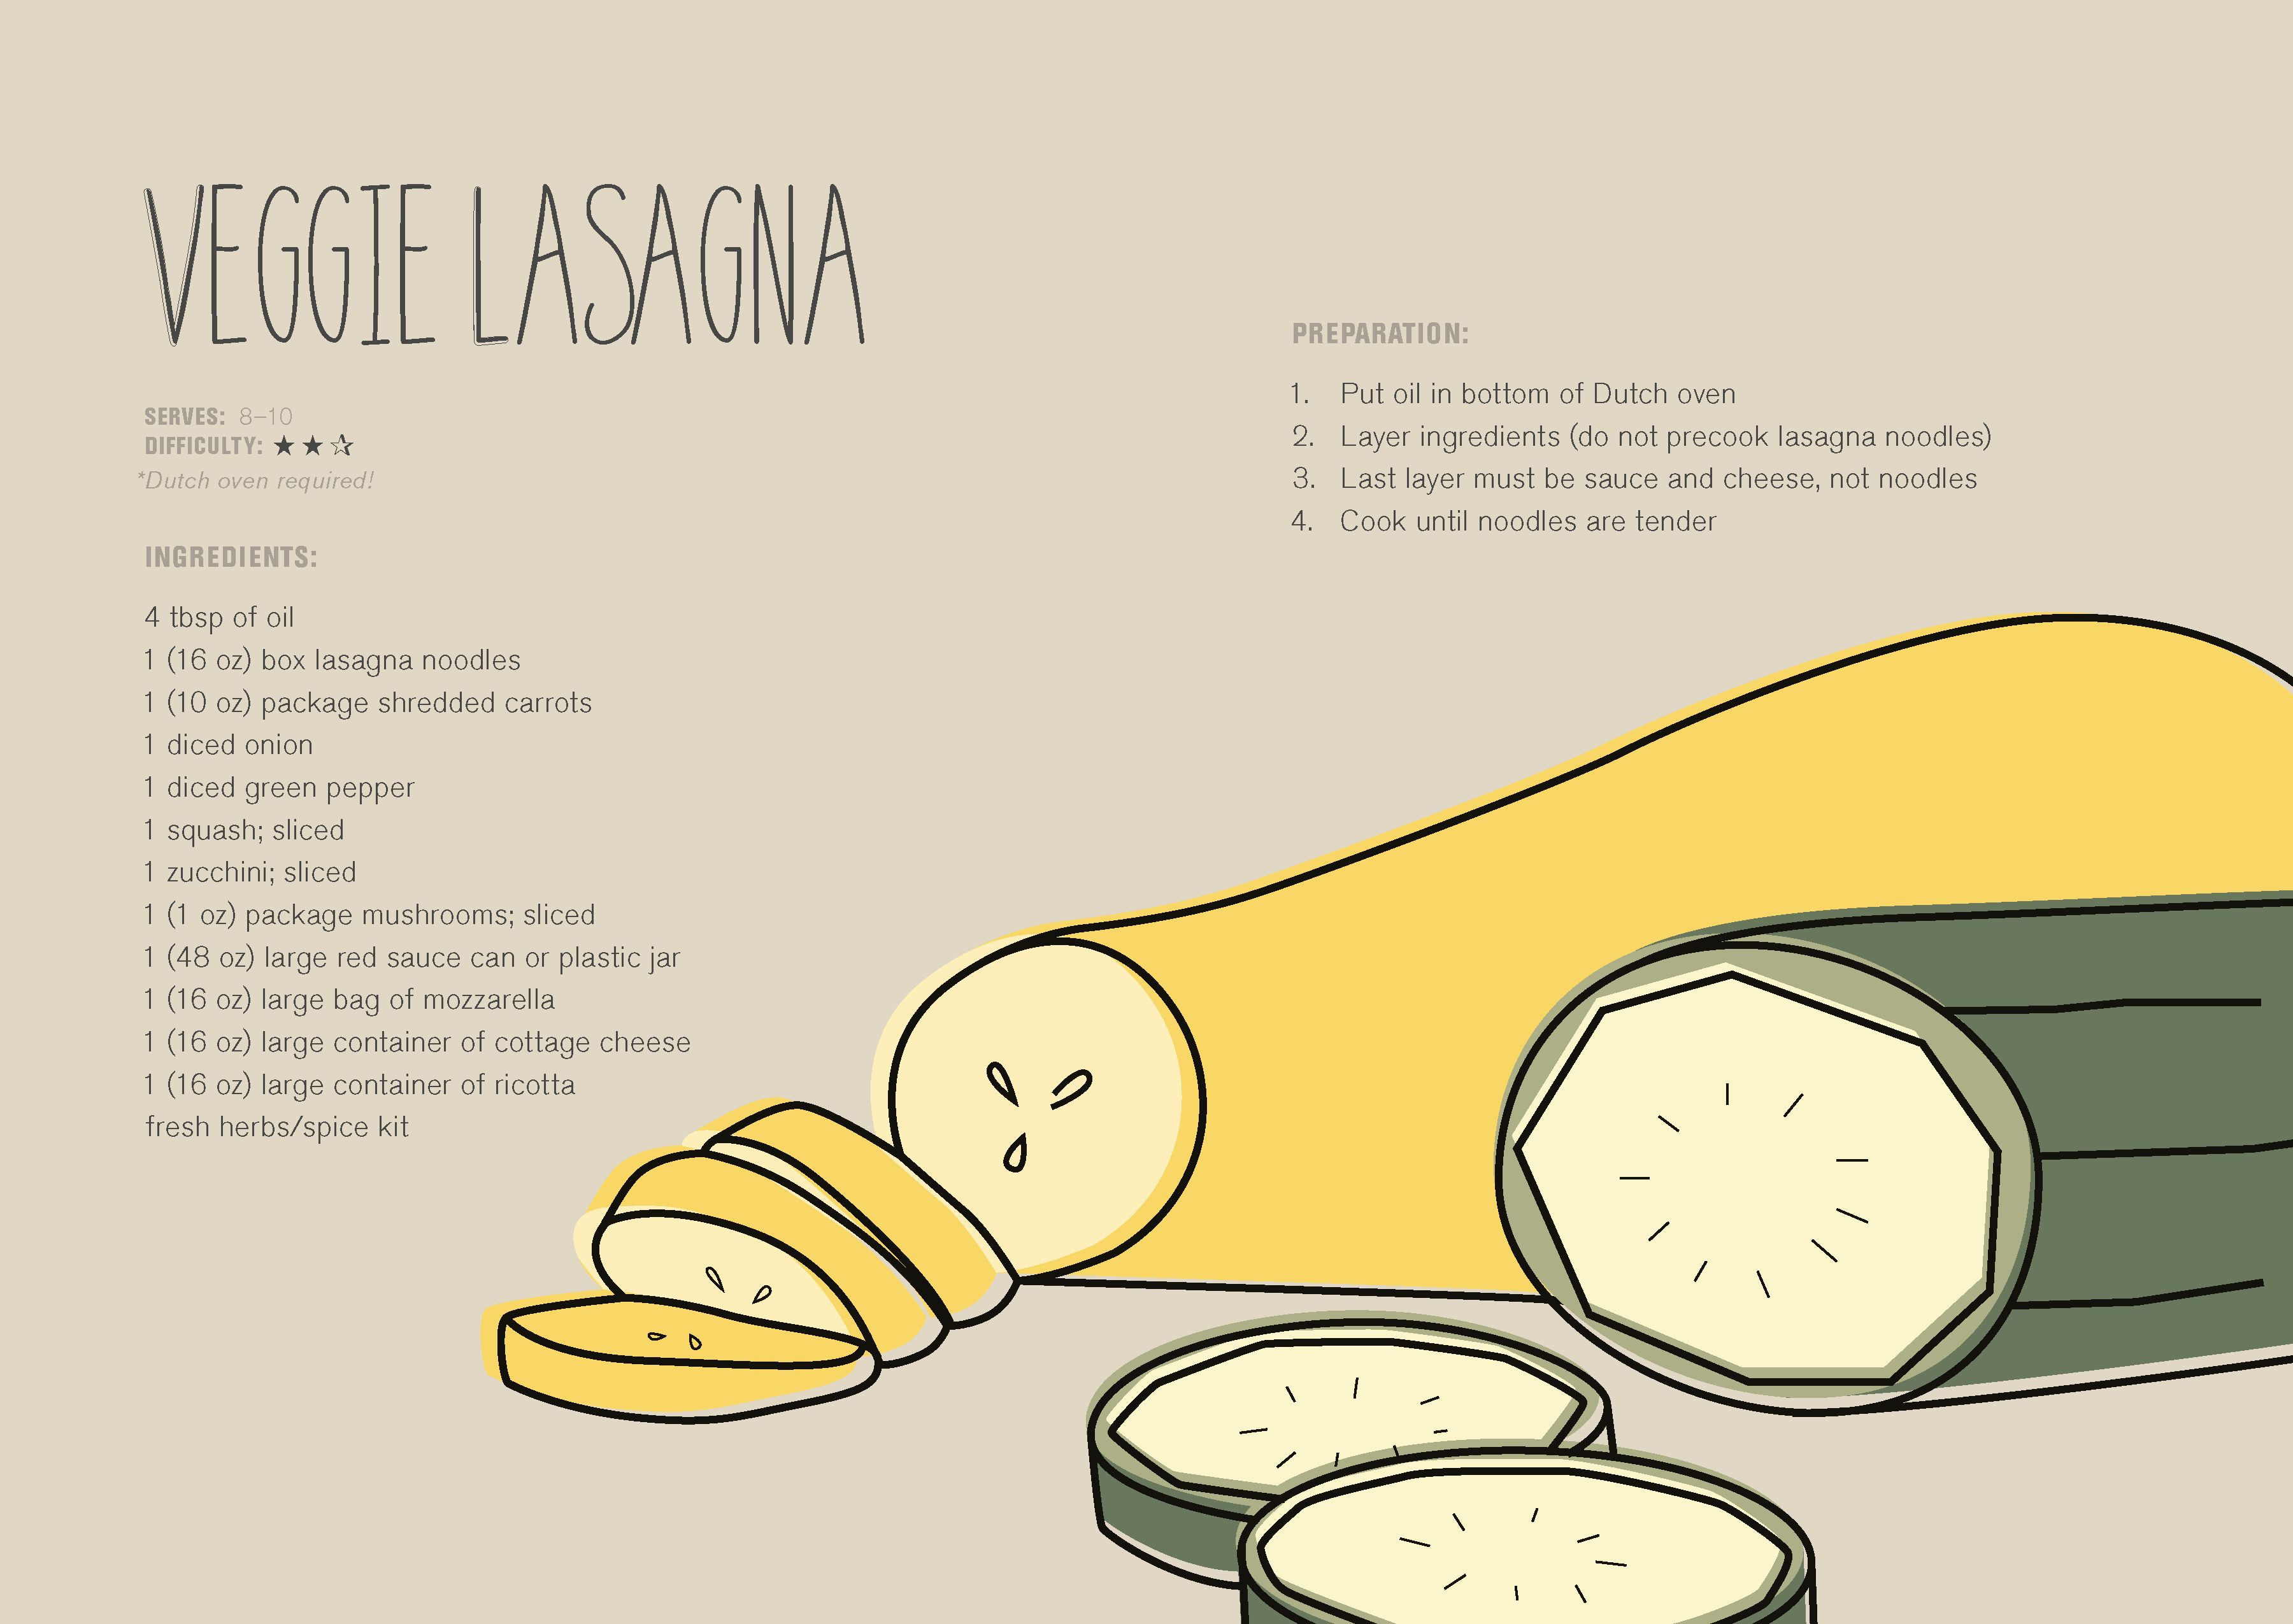 VEGGIE LASAGNA
SERVES: 8–10
DIFFICULTY: ★ ★ ⯪
*Dutch oven required!
INGREDIENTS:
4 tbsp of oil
1 (16 oz) box lasagna noodles
1 (10 oz) package shredded carrots
1 diced onion
1 diced green pepper
1 squash; sliced
1 zucchini; sliced
1 (1 oz) package mushrooms; sliced
1 (48 oz) large red sauce can or plastic jar
1 (16 oz) large bag of mozzarella
1 (16 oz) large container of cottage cheese
1 (16 oz) large container of ricotta
fresh herbs/spice kit
PREPARATION:
1. Put oil in bottom of Dutch oven
2. Layer ingredients (do not precook lasagna noodles)
3. Last layer must be sauce and cheese, not noodles
4. Cook until noodles are tender